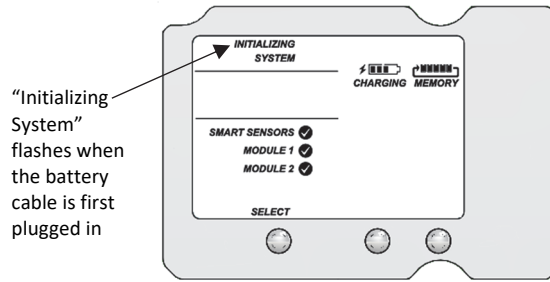 INITIALIZING
SYSTEM
CHARGING MEMORY
“Initializing
System”
flashes when
the battery
cable is first
plugged in
SMART SENSORS
MODULE 1
MODULE 2
SELECT